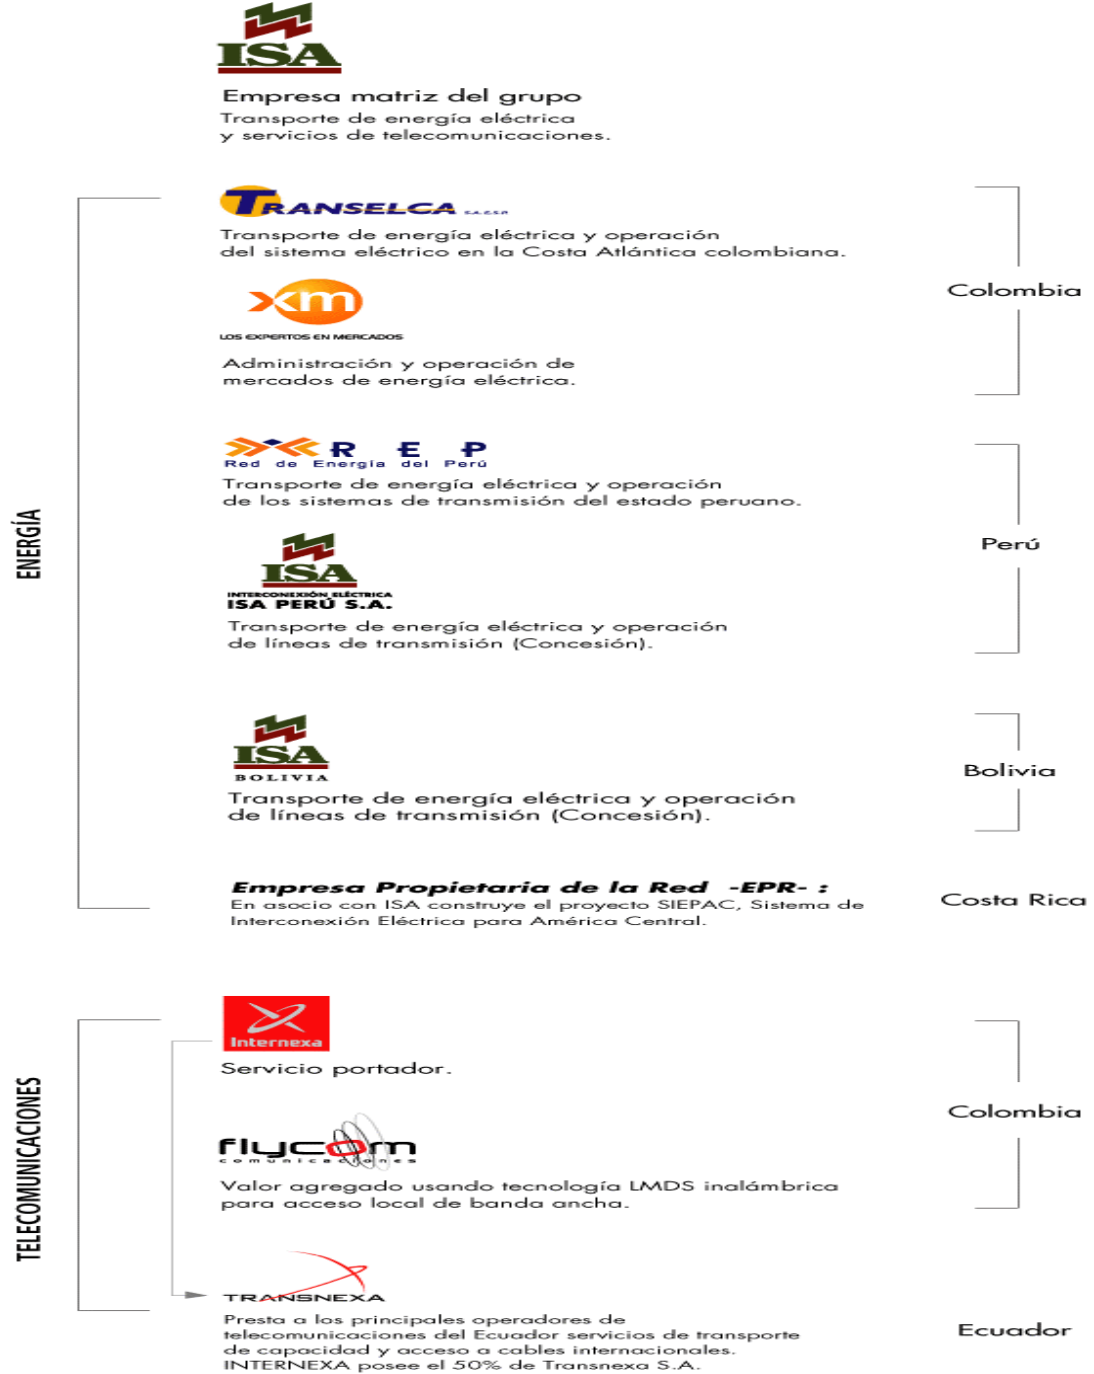 ISA
Empresa matriz del grupo
Transporte de energía eléctrica
y servicios de telecomunicaciones.
TRANSELCA S.A. E.S.P.
Transporte de energía eléctrica y operación
del sistema eléctrico en la Costa Atlántica colombiana.
xm
LOS EXPERTOS EN MERCADOS
Administración y operación de
mercados de energía eléctrica.
Colombia
REP
Red de Energía del Perú
Transporte de energía eléctrica y operación
de los sistemas de transmisión del estado peruano.
ISA
INTERCONEXIÓN ELÉCTRICA
ISA PERÚ S.A.
Transporte de energía eléctrica y operación
de líneas de transmisión (Concesión).
Perú
ISA
BOLIVIA
Transporte de energía eléctrica y operación
de líneas de transmisión (Concesión).
Bolivia
Empresa Propietaria de la Red -EPR- :
En asocio con ISA construye el proyecto SIEPAC, Sistema de
Interconexión Eléctrica para América Central.
Costa Rica
ENERGÍA
Internexa
Servicio portador.
flycom
comunicaciones
Valor agregado usando tecnología LMDS inalámbrica
para acceso local de banda ancha.
Colombia
TRANSNEXA
Presta a los principales operadores de
telecomunicaciones del Ecuador servicios de transporte
de capacidad y acceso a cables internacionales.
INTERNEXA posee el 50% de Transnexa S.A.
Ecuador
TELECOMUNICACIONES